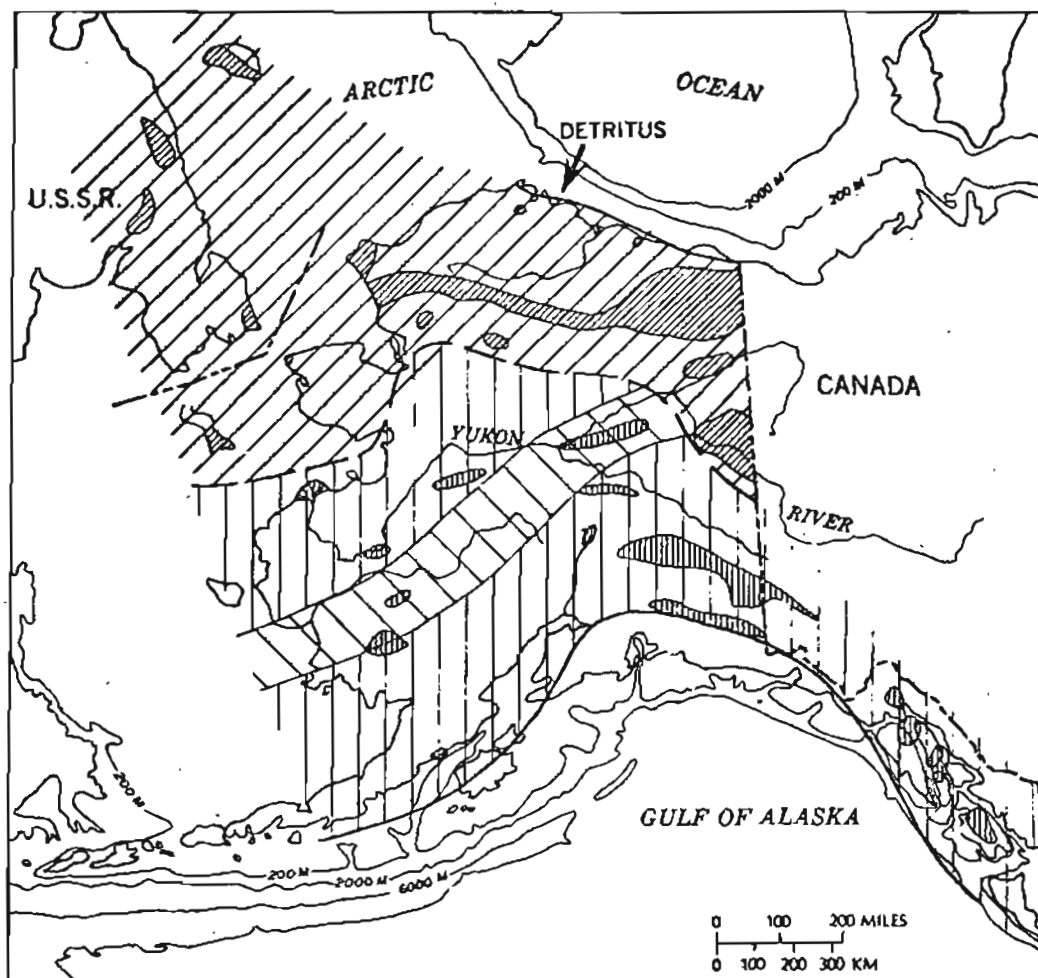 ARCTIC
OCEAN
DETRITUS
U.S.S.R.
2000 M
200 M
CANADA
YUKON
RIVER
200 M
GULF OF ALASKA
200 M
2000 M
6000 M
0 100 200 MILES
0 100 200 300 KM